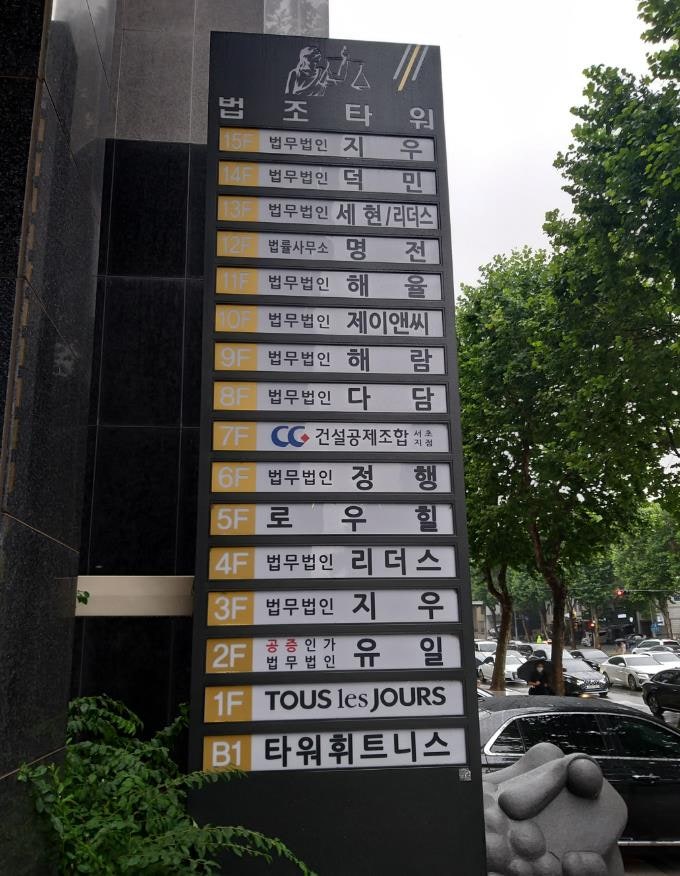 법조타워
15F 법무법인 지우
14F 법무법인 덕민
13F 법무법인 세현/리더스
12F 법률사무소 명전
11F 법무법인 해율
10F 법무법인 제이앤씨
9F 법무법인 해람
8F 법무법인 다담
7F CG 건설공제조합 서초지점
6F 법무법인 정행
5F 로우힐
4F 법무법인 리더스
3F 법무법인 지우
2F 공증인가 법무법인 유일
1F TOUS les JOURS
B1 타워휘트니스